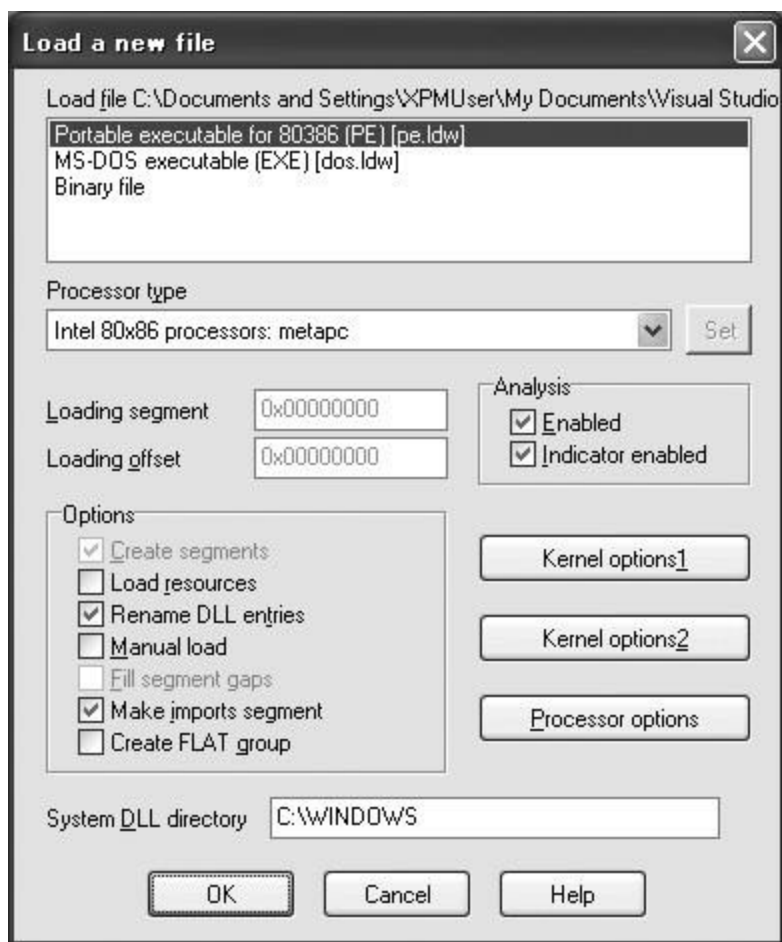 Load a new file
Load file C:\Documents and Settings\XPMUser\My Documents\Visual Studio
Portable executable for 80386 (PE) [pe.ldw]
MS-DOS executable (EXE) [dos.ldw]
Binary file
Processor type
Intel 80x86 processors: metapc
Set
Loading segment
0x00000000
Loading offset
0x00000000
Analysis
Enabled
Indicator enabled
Options
Create segments
Load resources
Rename DLL entries
Manual load
Fill segment gaps
Make imports segment
Create FLAT group
Kernel options1
Kernel options2
Processor options
System DLL directory
C:\WINDOWS
OK
Cancel
Help